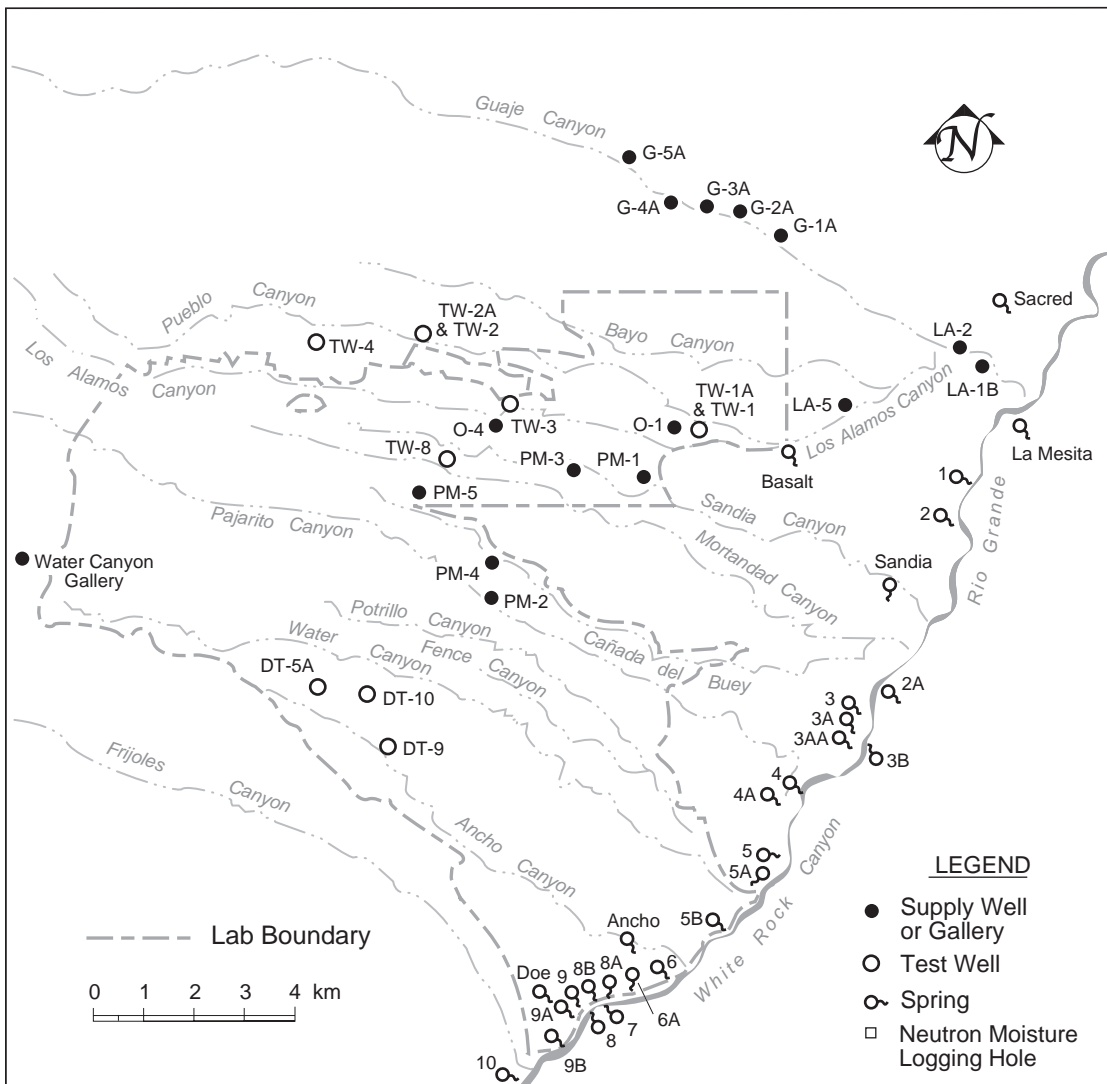 Guaje Canyon
N
G-5A
G-3A
G-4A
G-2A
G-1A
Sacred
Pueblo Canyon
TW-2A
& TW-2
TW-4
Bayo Canyon
LA-2
LA-1B
Los Alamos Canyon
TW-1A
& TW-1
LA-5
Los Alamos Canyon
O-4
TW-3
O-1
La Mesita
TW-8
PM-3
PM-1
Basalt
1
PM-5
2
Pajarito Canyon
Sandia Canyon
Mortandad Canyon
Rio Grande
Water Canyon
Gallery
PM-4
Sandia
PM-2
Potrillo Canyon
Water Canyon
Fence Canyon
Cañada del Buey
DT-5A
DT-10
2A
3
3A
3AA
DT-9
3B
Frijoles Canyon
4
4A
Ancho Canyon
5
5A
White Rock Canyon
5B
Ancho
6
Doe
9
8B
8A
9A
6A
7
8
9B
10
Lab Boundary
0 1 2 3 4 km
LEGEND
Supply Well
or Gallery
Test Well
Spring
Neutron Moisture
Logging Hole